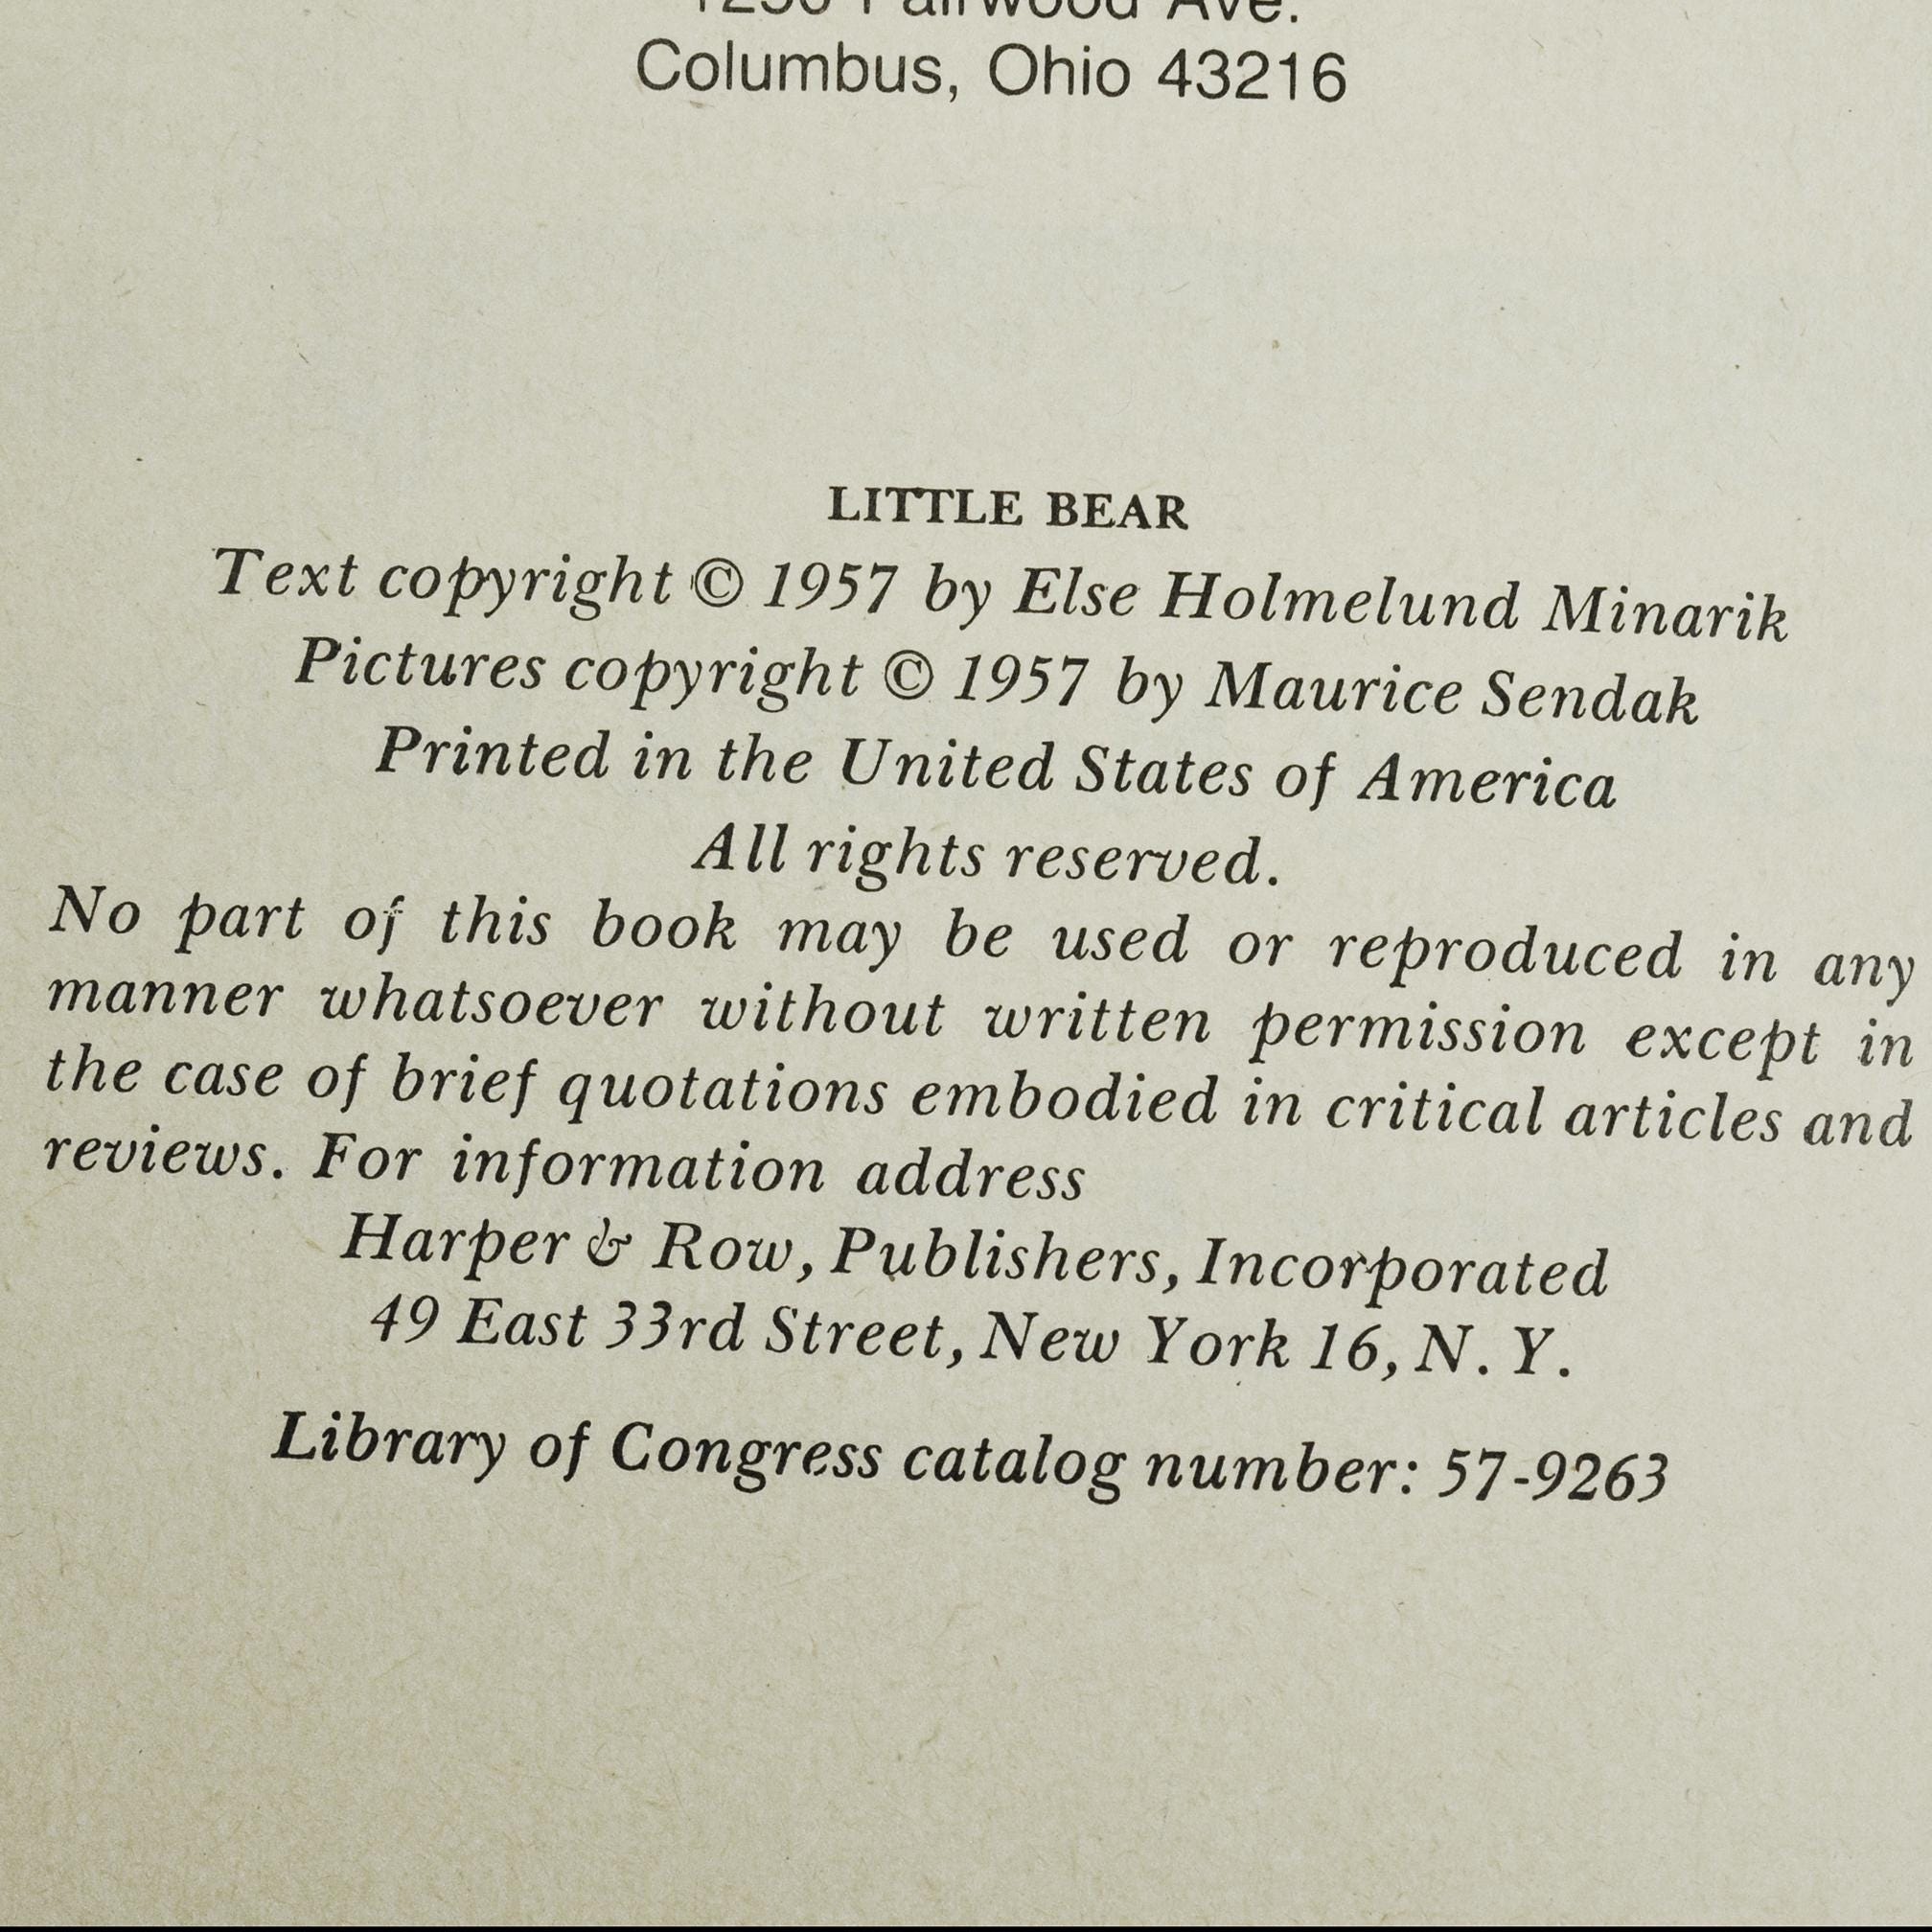 Ave.
Columbus, Ohio 43216
LITTLE BEAR
Text copyright © 1957 by Else Holmelund Minarik
Pictures copyright © 1957 by Maurice Sendak
Printed in the United States of America
All rights reserved.
No part of this book may be used or reproduced in any
manner whatsoever without written permission except in
the case of brief quotations embodied in critical articles and
reviews. For information address
Harper & Row, Publishers, Incorporated
49 East 33rd Street, New York 16, N. Y.
Library of Congress catalog number: 57-9263